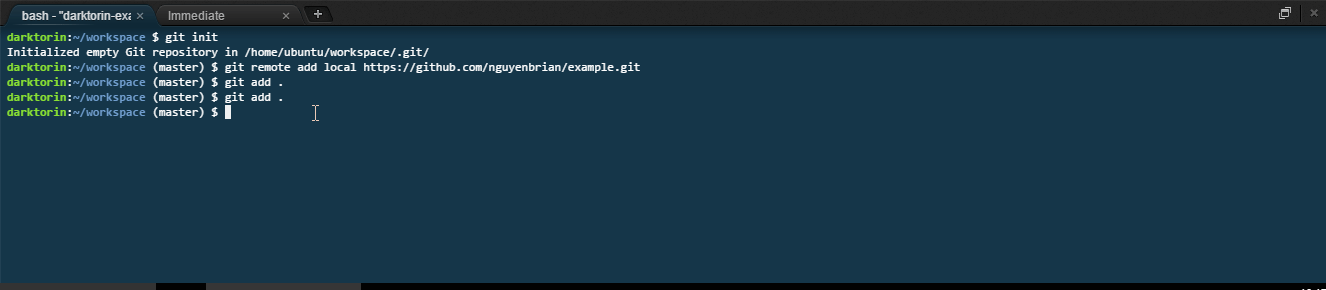 bash - "darktorin-exa
Immediate
darktorin:~/workspace $ git init
Initialized empty Git repository in /home/ubuntu/workspace/.git/
darktorin:~/workspace (master) $ git remote add local https://github.com/nguyenbrian/example.git
darktorin:~/workspace (master) $ git add .
darktorin:~/workspace (master) $ git add .
darktorin:~/workspace (master) $